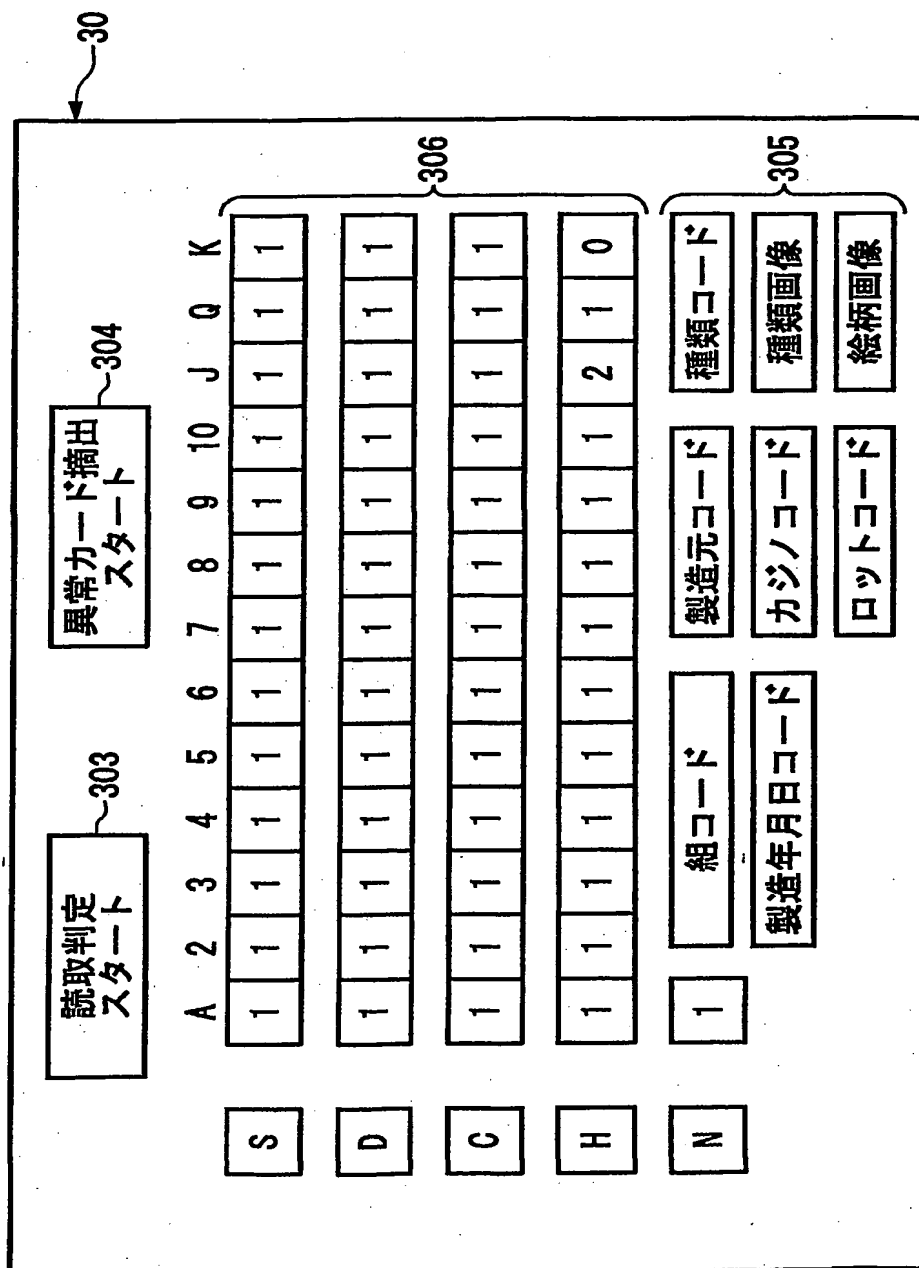 30
読取判定
スタート
303
異常カード摘出
スタート
304
A 2 3 4 5 6 7 8 9 10 J Q K
S 1 1 1 1 1 1 1 1 1 1 1 1 1
D 1 1 1 1 1 1 1 1 1 1 1 1 1
C 1 1 1 1 1 1 1 1 1 1 1 1 1
H 1 1 1 1 1 1 1 1 1 1 2 1 0
306
N 1
組コード 製造元コード 種類コード
製造年月日コード カジノコード 種類画像
ロットコード 絵柄画像
305